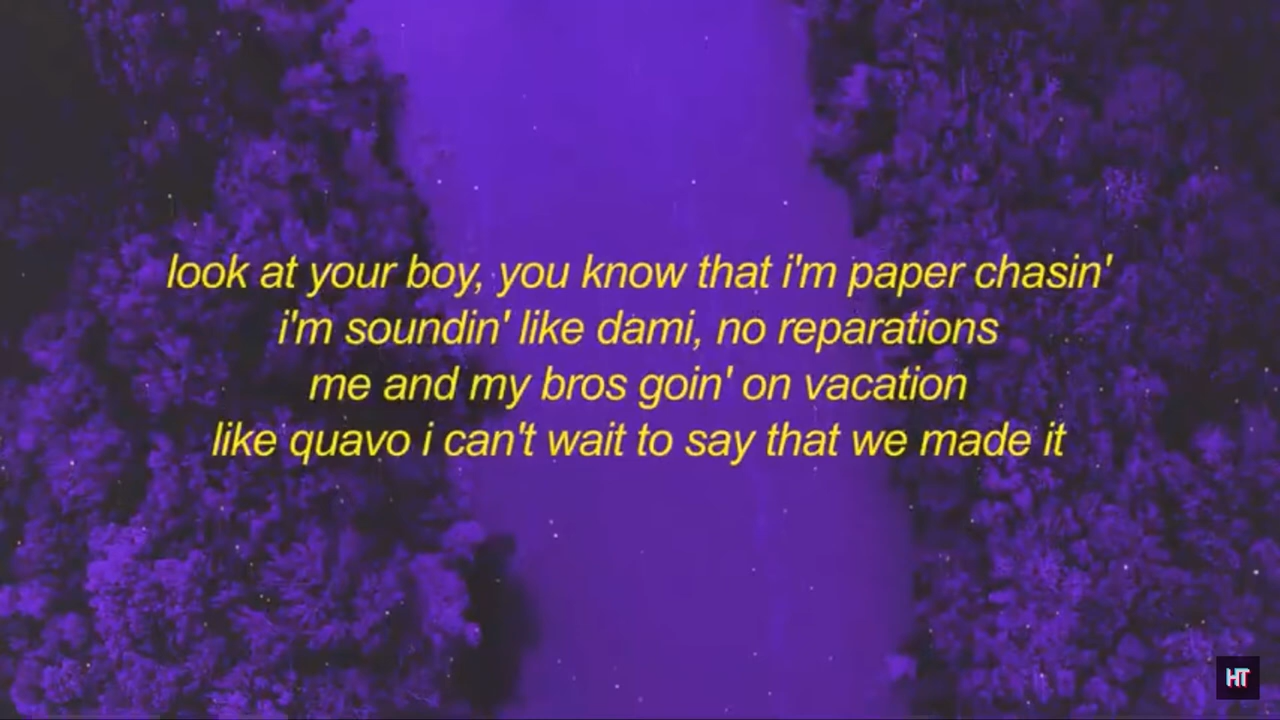 look at your boy, you know that i'm paper chasin'
i'm soundin' like dami, no reparations
me and my bros goin' on vacation
like quavo i can't wait to say that we made it
HT